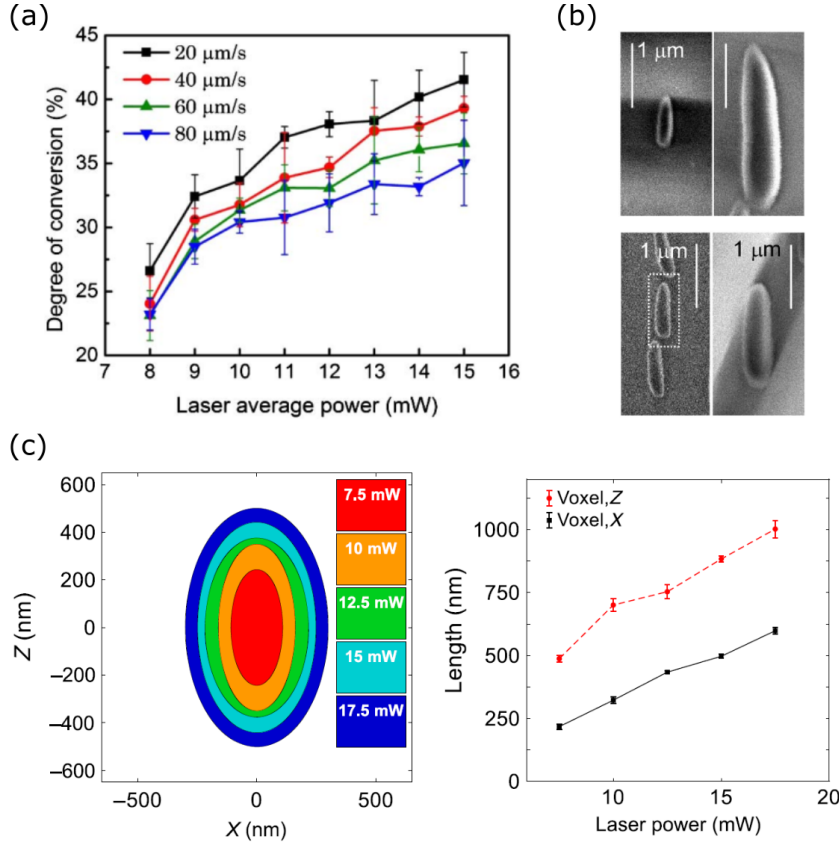 (a)
45
40
35
30
25
20
Degree of conversion (%)
20 μm/s
40 μm/s
60 μm/s
80 μm/s
7 8 9 10 11 12 13 14 15 16
Laser average power (mW)
(b)
1 μm
1 μm
1 μm
(c)
600
400
200
0
−200
−400
−600
Z (nm)
7.5 mW
10 mW
12.5 mW
15 mW
17.5 mW
−500 0 500
X (nm)
Voxel,Z
Voxel,X
1000
750
500
250
0
Length (nm)
10 15 20
Laser power (mW)